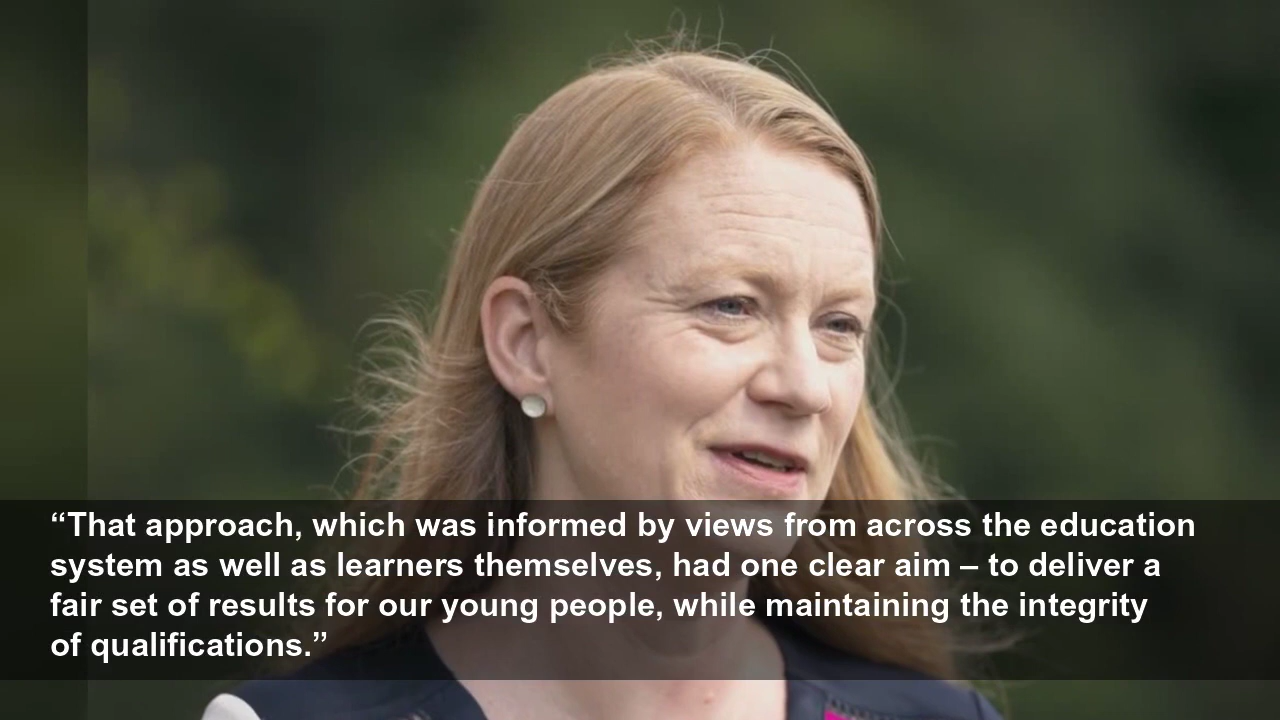 “That approach, which was informed by views from across the education
system as well as learners themselves, had one clear aim – to deliver a
fair set of results for our young people, while maintaining the integrity
of qualifications.”